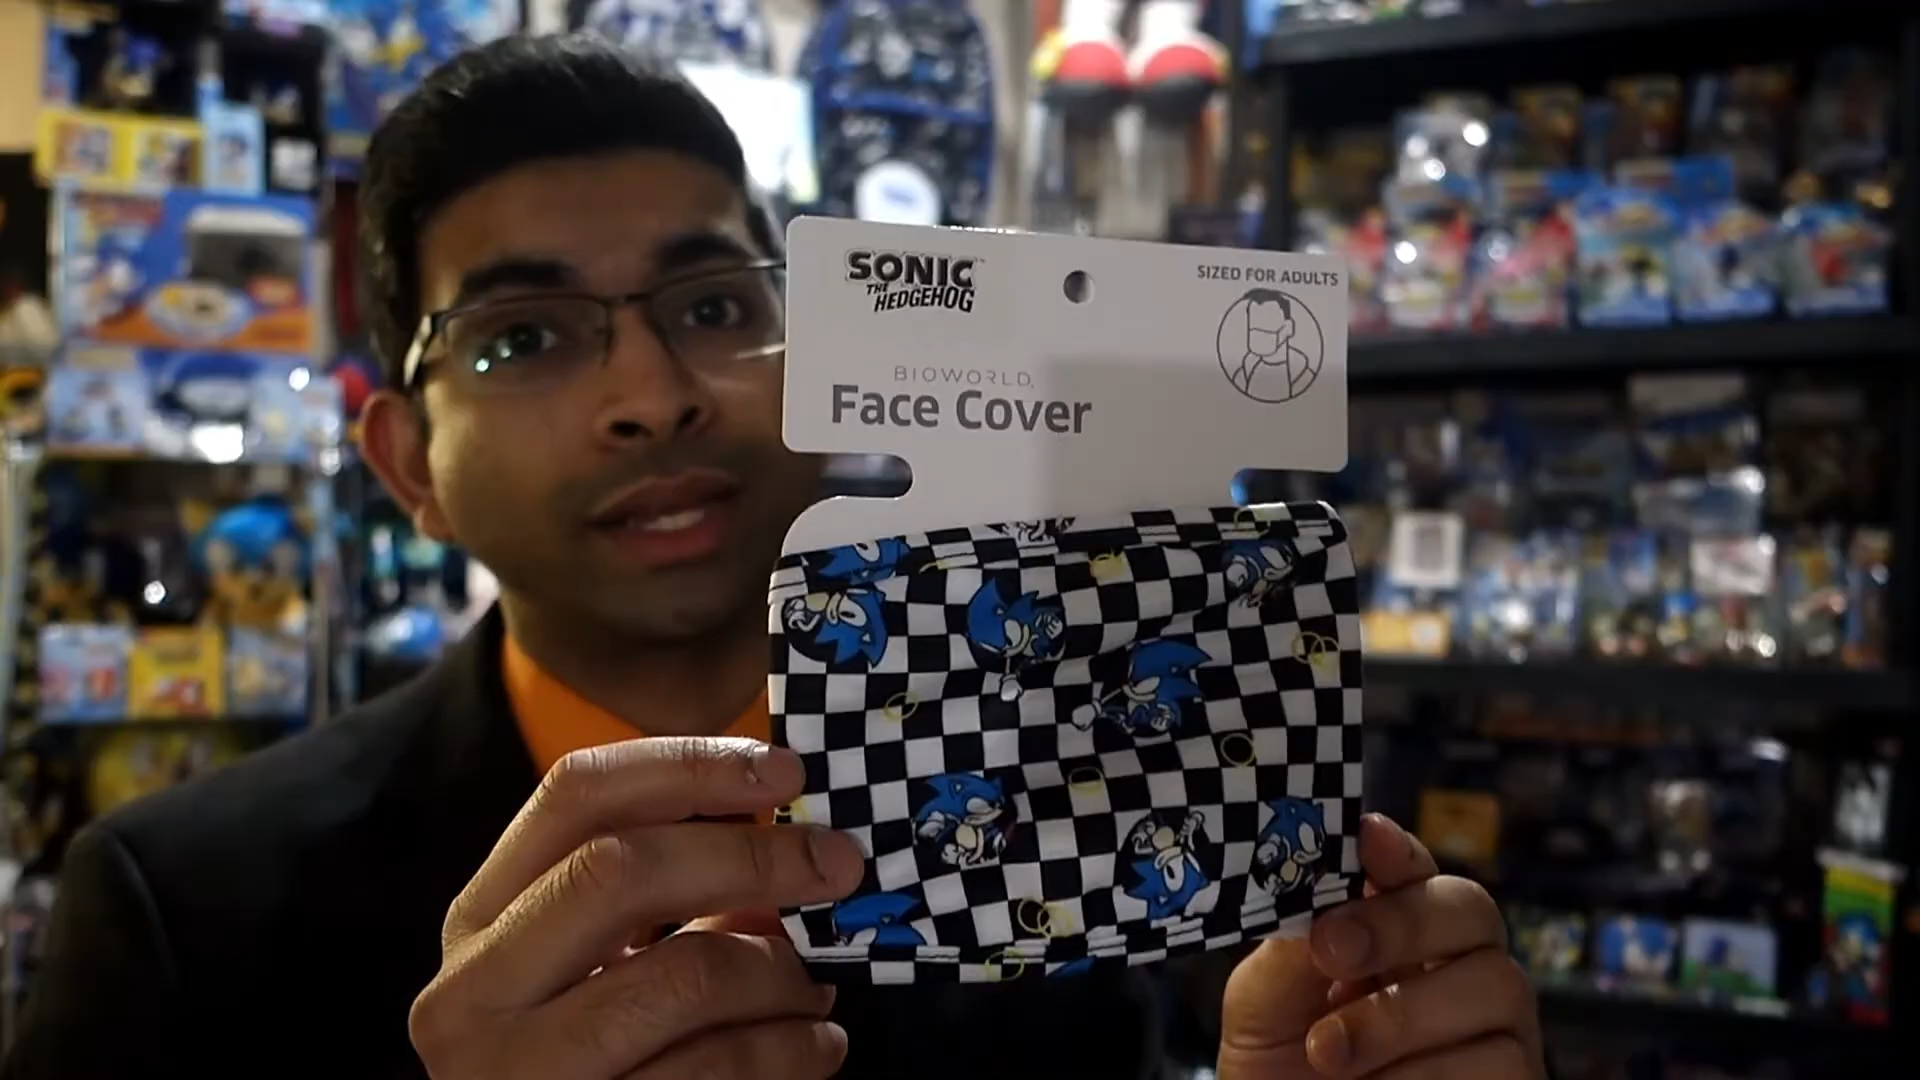 SONIC
THE
HEDGEHOG
SIZED FOR ADULTS
BIOWORLD
Face Cover